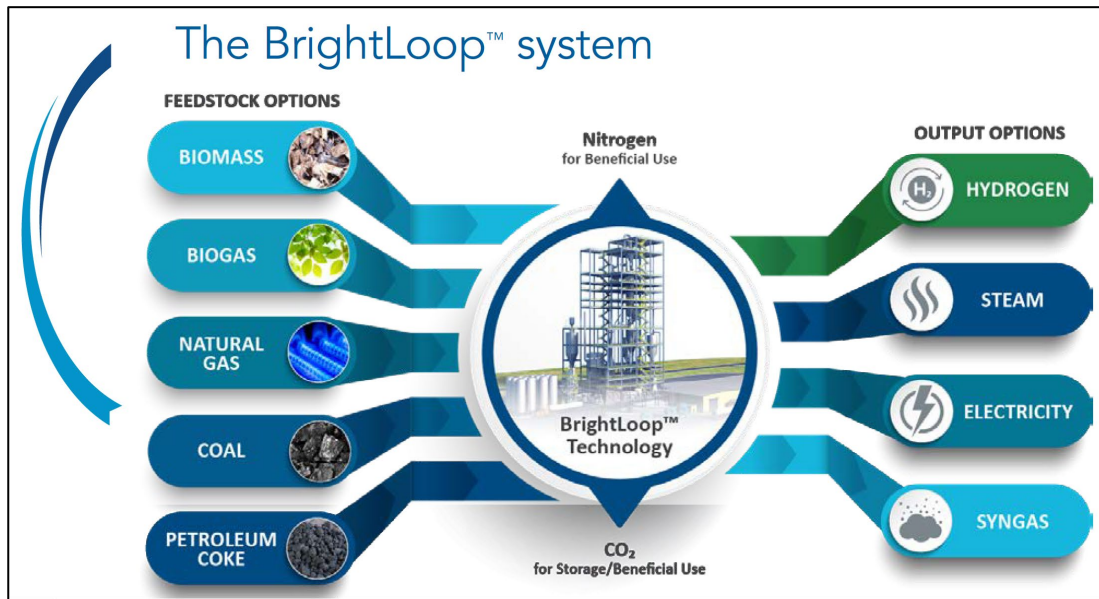 The BrightLoop™ system
FEEDSTOCK OPTIONS
BIOMASS
BIOGAS
NATURAL
GAS
COAL
PETROLEUM
COKE
Nitrogen
for Beneficial Use
BrightLoop™
Technology
CO₂
for Storage/Beneficial Use
OUTPUT OPTIONS
H₂
HYDROGEN
STEAM
ELECTRICITY
SYNGAS